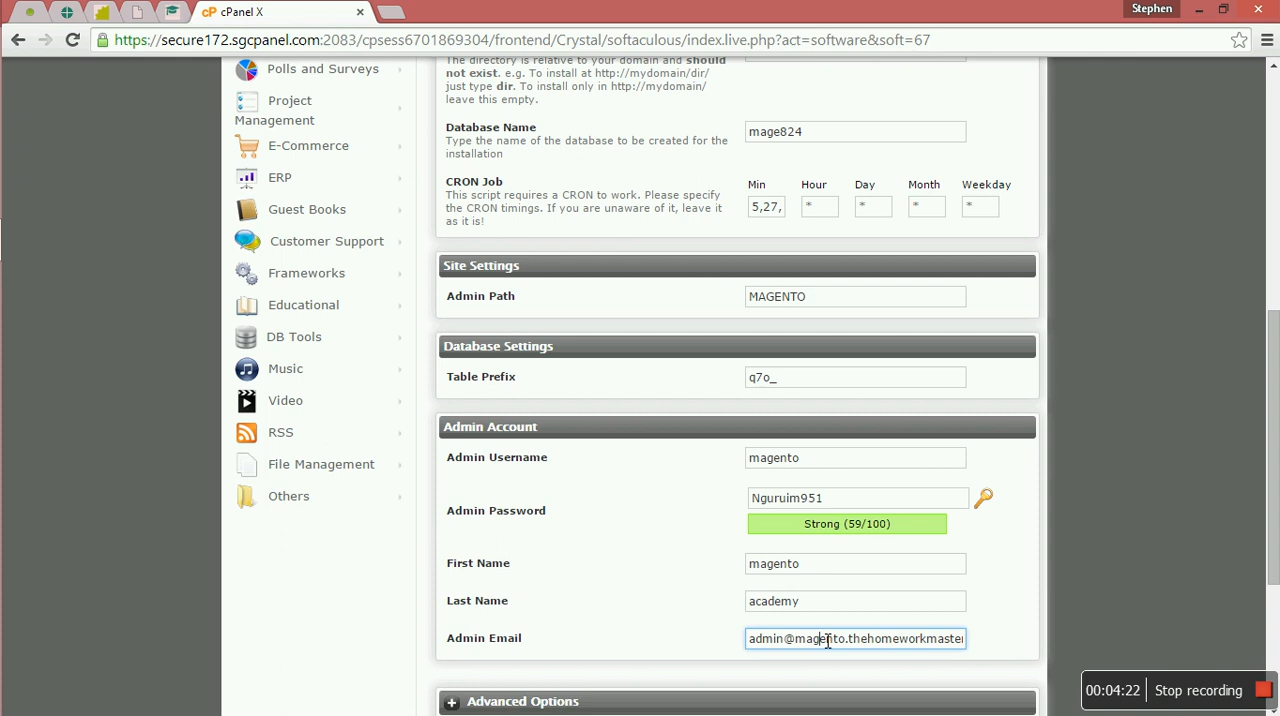 cP cPanel X
Stephen
https://secure172.sgcpanel.com:2083/cpsess6701869304/frontend/Crystal/softaculous/index.live.php?act=software&soft=67
Polls and Surveys
Project
Management
E-Commerce
ERP
Guest Books
Customer Support
Frameworks
Educational
DB Tools
Music
Video
RSS
File Management
Others
The directory is relative to your domain and should
not exist. e.g. To install at http://mydomain/dir/
just type dir. To install only in http://mydomain/
leave this empty.
Database Name
Type the name of the database to be created for the
installation
mage824
CRON Job
This script requires a CRON to work. Please specify
the CRON timings. If you are unaware of it, leave it
as it is!
Min Hour Day Month Weekday
5,27, * * * *
Site Settings
Admin Path MAGENTO
Database Settings
Table Prefix q7o_
Admin Account
Admin Username magento
Admin Password Nguruim951
Strong (59/100)
First Name magento
Last Name academy
Admin Email admin@magento.thehomeworkmaster
+ Advanced Options
00:04:22 Stop recording